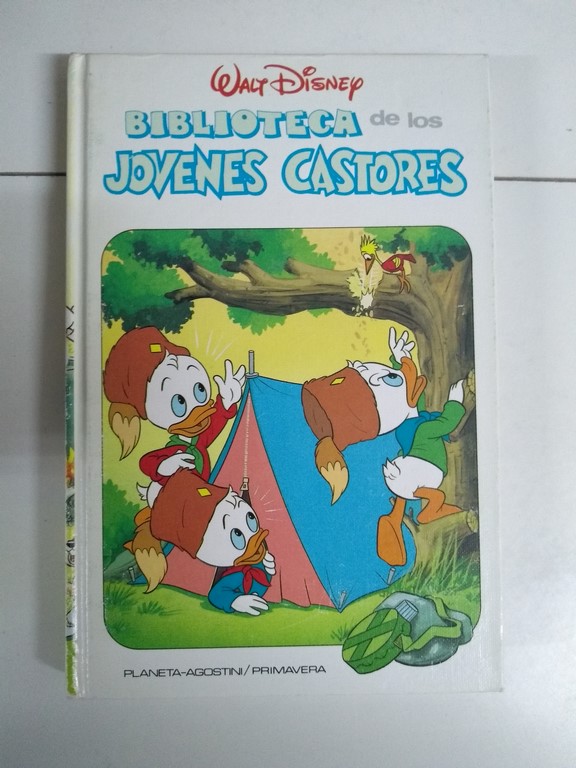 WALT DISNEY
BIBLIOTECA de los
JOVENES CASTORES
PLANETA-AGOSTINI/PRIMAVERA